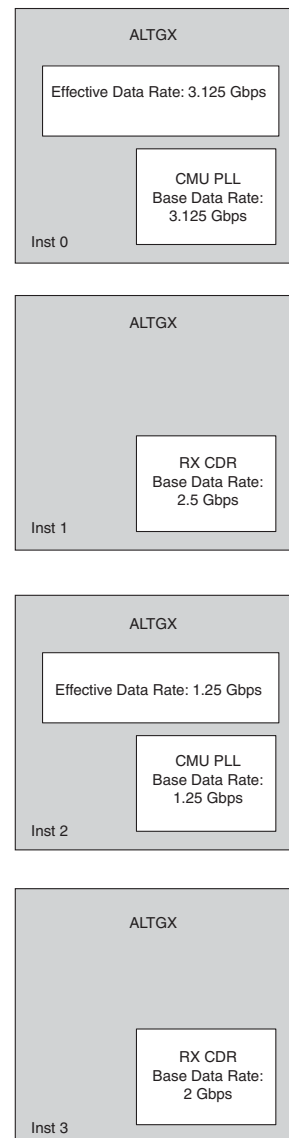 ALTGX
Effective Data Rate: 3.125 Gbps
CMU PLL
Base Data Rate:
3.125 Gbps
Inst 0
ALTGX
RX CDR
Base Data Rate:
2.5 Gbps
Inst 1
ALTGX
Effective Data Rate: 1.25 Gbps
CMU PLL
Base Data Rate:
1.25 Gbps
Inst 2
ALTGX
RX CDR
Base Data Rate:
2 Gbps
Inst 3